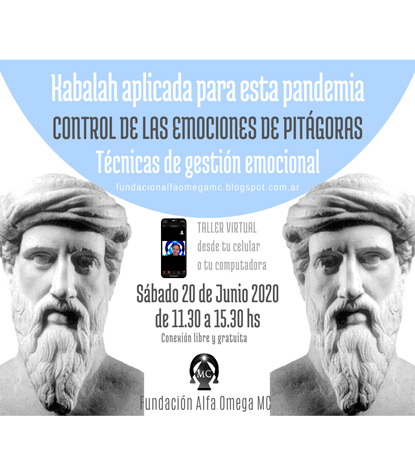 Kabalah aplicada para esta pandemia
CONTROL DE LAS EMOCIONES DE PITÁGORAS
Técnicas de gestión emocional
fundacionalfaomegamc.blogspot.com.ar
TALLER VIRTUAL
desde tu celular
o tu computadora
Sábado 20 de Junio 2020
de 11.30 a 15.30 hs
Conexión libre y gratuita
MC
Fundación Alfa Omega MC